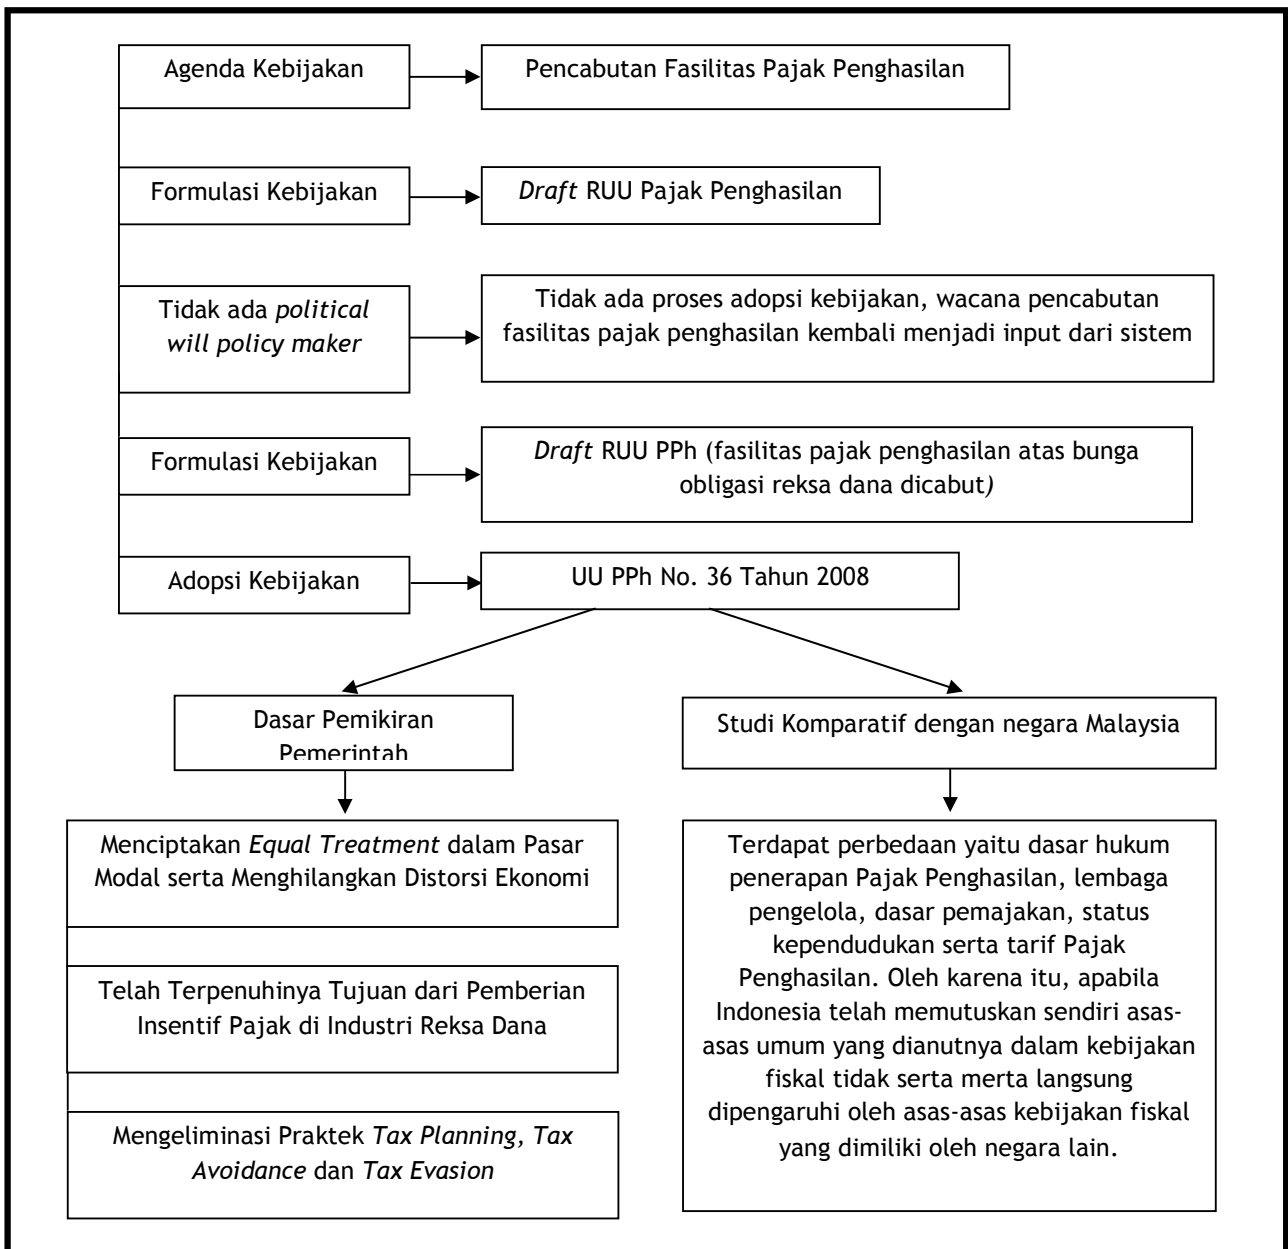 Agenda Kebijakan
Pencabutan Fasilitas Pajak Penghasilan
Formulasi Kebijakan
Draft RUU Pajak Penghasilan
Tidak ada political
will policy maker
Tidak ada proses adopsi kebijakan, wacana pencabutan
fasilitas pajak penghasilan kembali menjadi input dari sistem
Formulasi Kebijakan
Draft RUU PPh (fasilitas pajak penghasilan atas bunga
obligasi reksa dana dicabut)
Adopsi Kebijakan
UU PPh No. 36 Tahun 2008
Dasar Pemikiran
Pemerintah
Studi Komparatif dengan negara Malaysia
Menciptakan Equal Treatment dalam Pasar
Modal serta Menghilangkan Distorsi Ekonomi
Telah Terpenuhinya Tujuan dari Pemberian
Insentif Pajak di Industri Reksa Dana
Mengeliminasi Praktek Tax Planning, Tax
Avoidance dan Tax Evasion
Terdapat perbedaan yaitu dasar hukum
penerapan Pajak Penghasilan, lembaga
pengelola, dasar pemajakan, status
kependudukan serta tarif Pajak
Penghasilan. Oleh karena itu, apabila
Indonesia telah memutuskan sendiri asas-
asas umum yang dianutnya dalam kebijakan
fiskal tidak serta merta langsung
dipengaruhi oleh asas-asas kebijakan fiskal
yang dimiliki oleh negara lain.